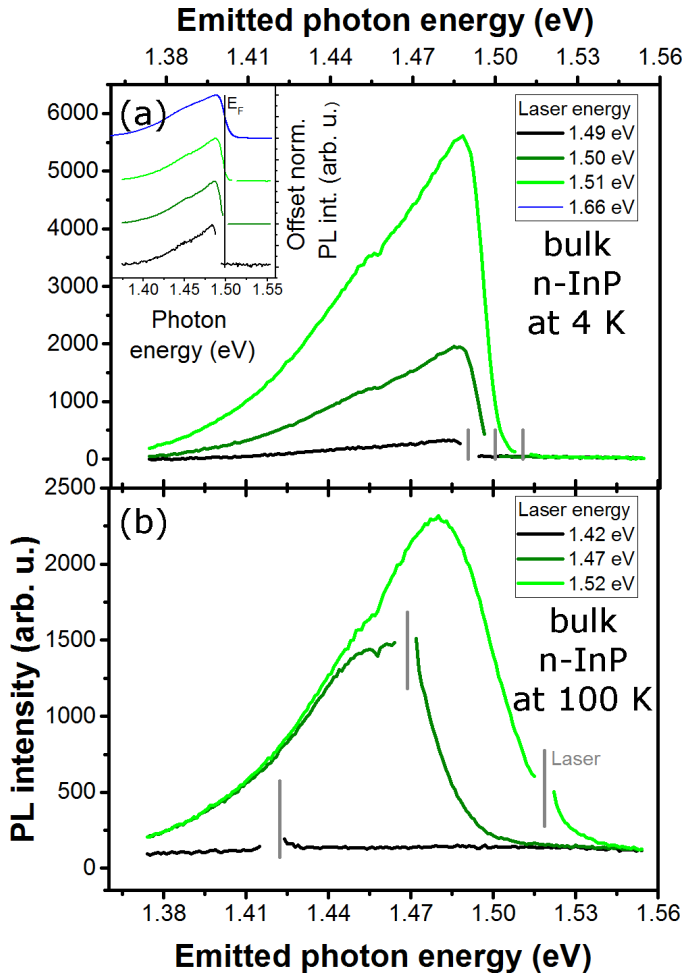 Emitted photon energy (eV)
1.38 1.41 1.44 1.47 1.50 1.53 1.56
6000
5000
4000
3000
2000
1000
0
(a)
E_F
Offset norm.
PL int. (arb. u.)
1.40 1.45 1.50 1.55
Photon
energy (eV)
Laser energy
1.49 eV
1.50 eV
1.51 eV
1.66 eV
bulk
n-InP
at 4 K
PL intensity (arb. u.)
2500
2000
1500
1000
500
0
(b)
Laser energy
1.42 eV
1.47 eV
1.52 eV
bulk
n-InP
at 100 K
Laser
1.38 1.41 1.44 1.47 1.50 1.53 1.56
Emitted photon energy (eV)